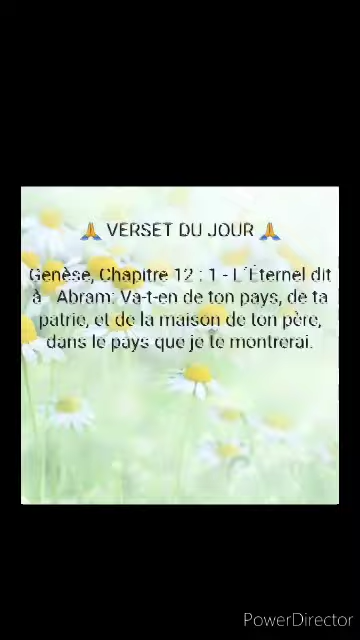 🙏 VERSET DU JOUR 🙏
Genèse, Chapitre 12 : 1 - L´Éternel dit
à   Abram: Va-t-en de ton pays, de ta
patrie, et de la maison de ton père,
dans le pays que je te montrerai.
PowerDirector